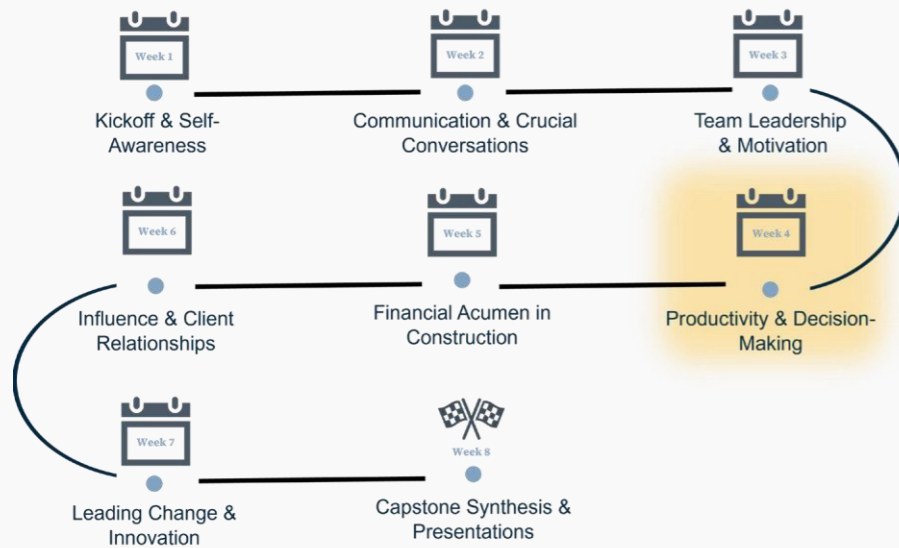 Week 1
Kickoff & Self-
Awareness
Week 2
Communication & Crucial
Conversations
Week 3
Team Leadership
& Motivation
Week 4
Productivity & Decision-
Making
Week 5
Financial Acumen in
Construction
Week 6
Influence & Client
Relationships
Week 7
Leading Change &
Innovation
Week 8
Capstone Synthesis &
Presentations